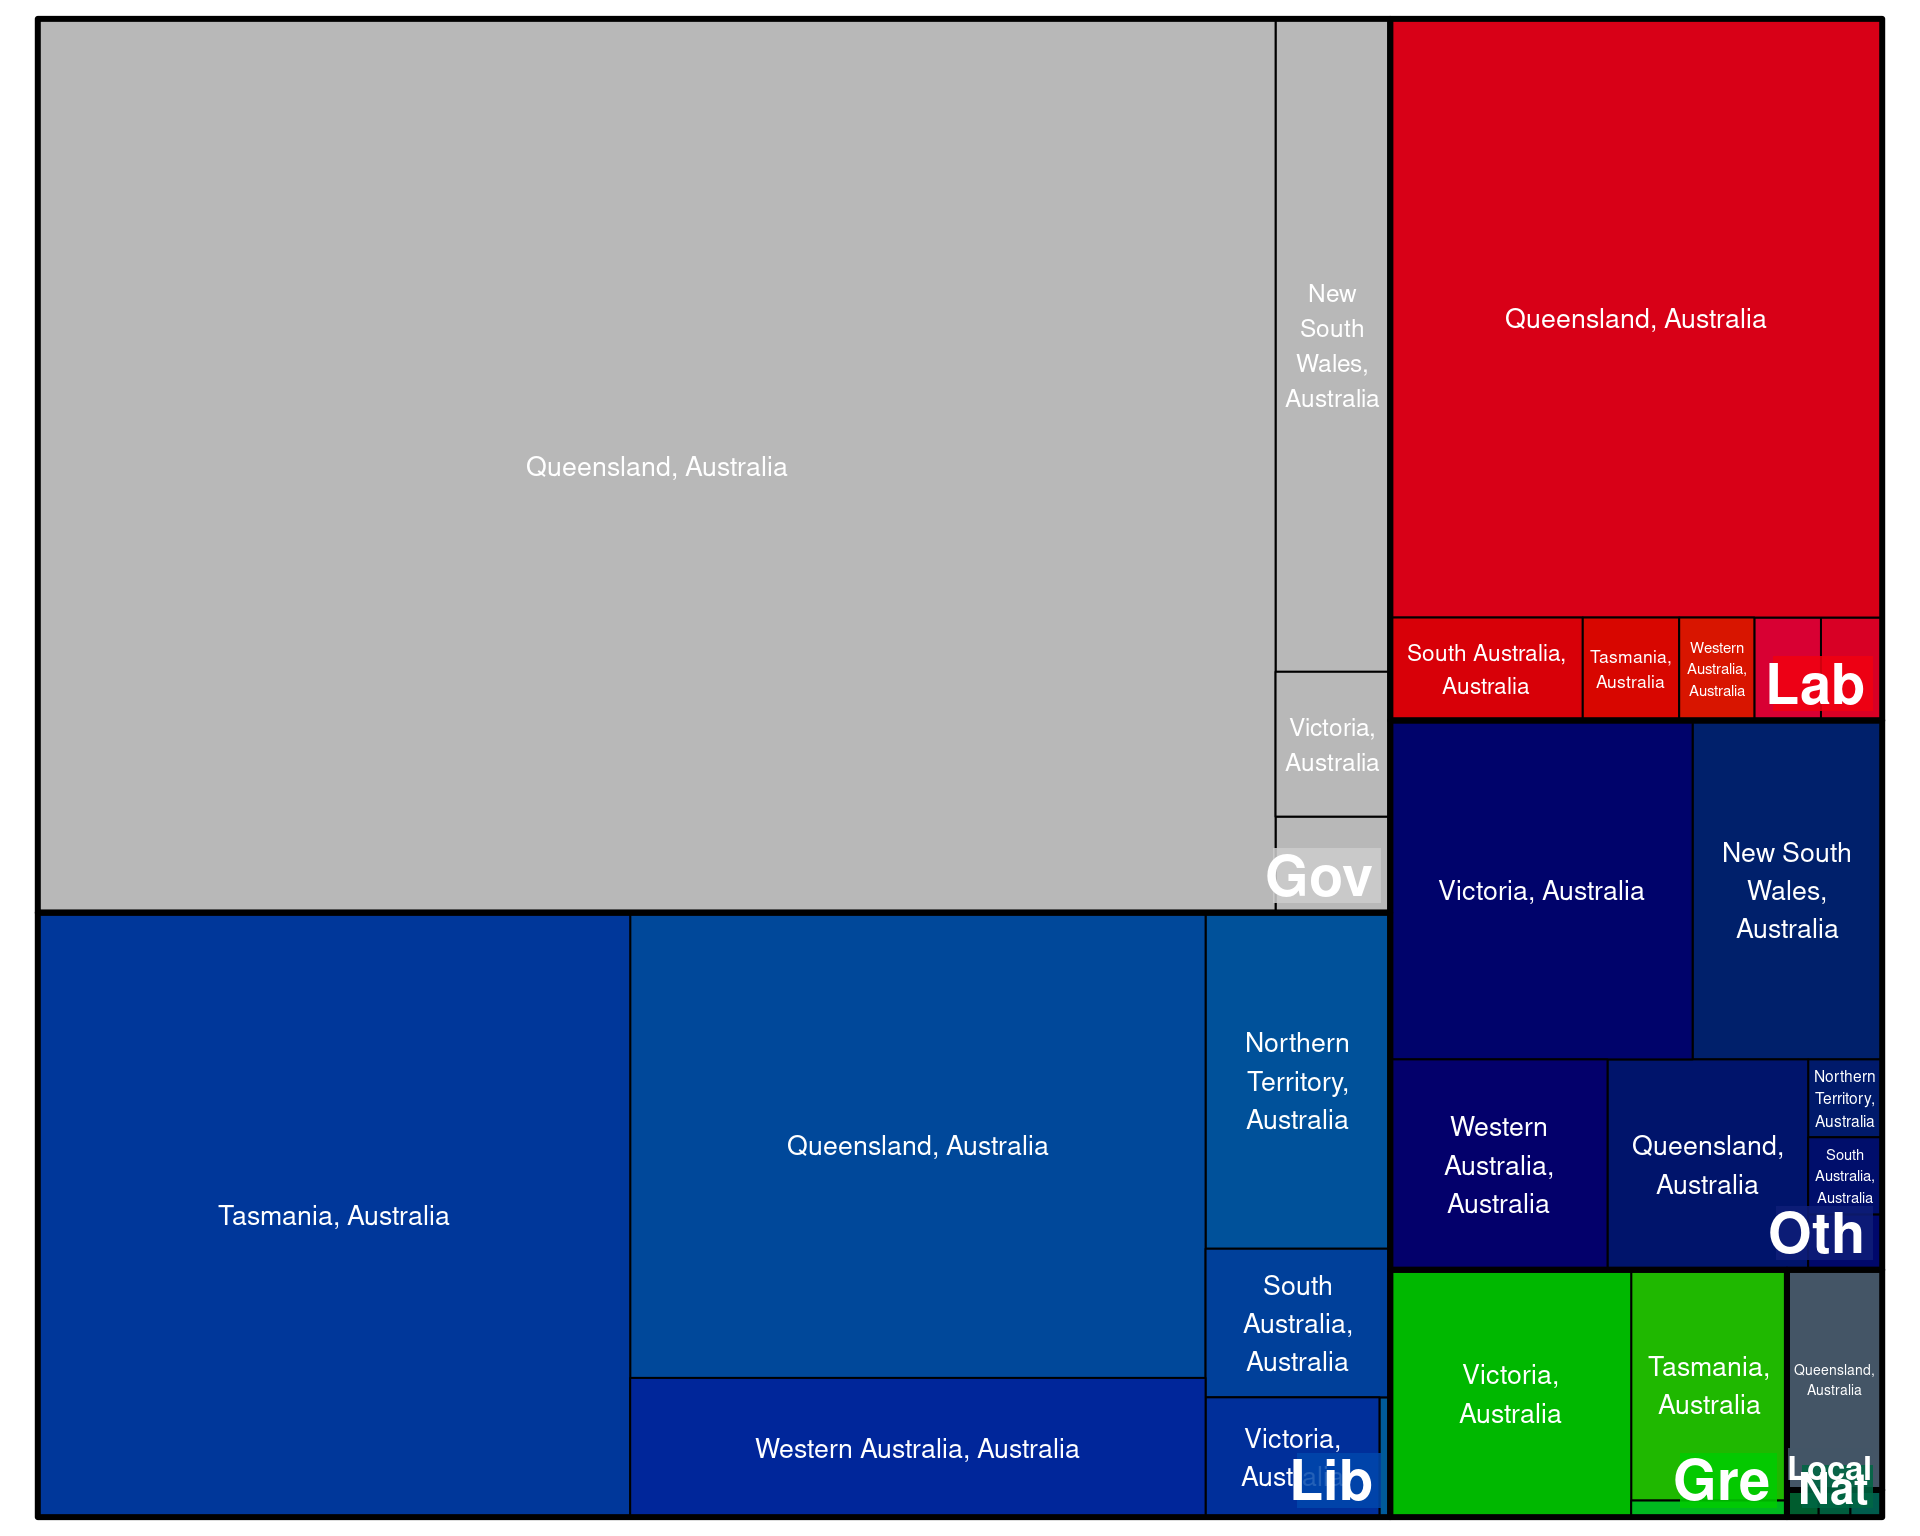 Queensland, Australia
New
South
Wales,
Australia
Victoria,
Australia
Gov
Queensland, Australia
South Australia,
Australia
Tasmania,
Australia
Western
Australia,
Australia
Lab
Tasmania, Australia
Queensland, Australia
Western Australia, Australia
Northern
Territory,
Australia
South
Australia,
Australia
Victoria,
Australia
Lib
Victoria, Australia
New South
Wales,
Australia
Western
Australia,
Australia
Queensland,
Australia
Northern
Territory,
Australia
South
Australia,
Australia
Oth
Victoria,
Australia
Tasmania,
Australia
Gre
Queensland,
Australia
Local
Nat